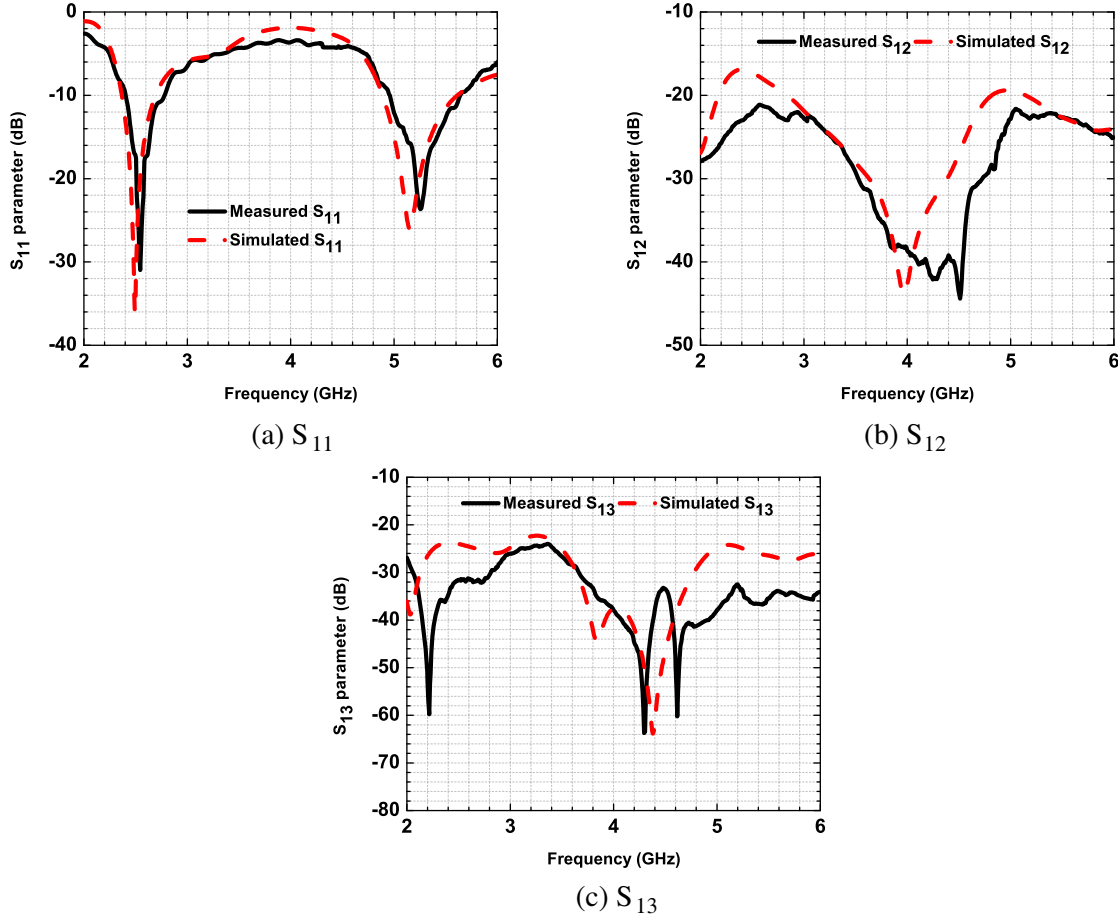 0
-10
-20
-30
-40
2 3 4 5 6
S11 parameter (dB)
Frequency (GHz)
Measured S11
Simulated S11
(a) S11
-10
-20
-30
-40
-50
2 3 4 5 6
S12 parameter (dB)
Frequency (GHz)
Measured S12 Simulated S12
(b) S12
-10
-20
-30
-40
-50
-60
-70
-80
2 3 4 5 6
S13 parameter (dB)
Frequency (GHz)
Measured S13 Simulated S13
(c) S13